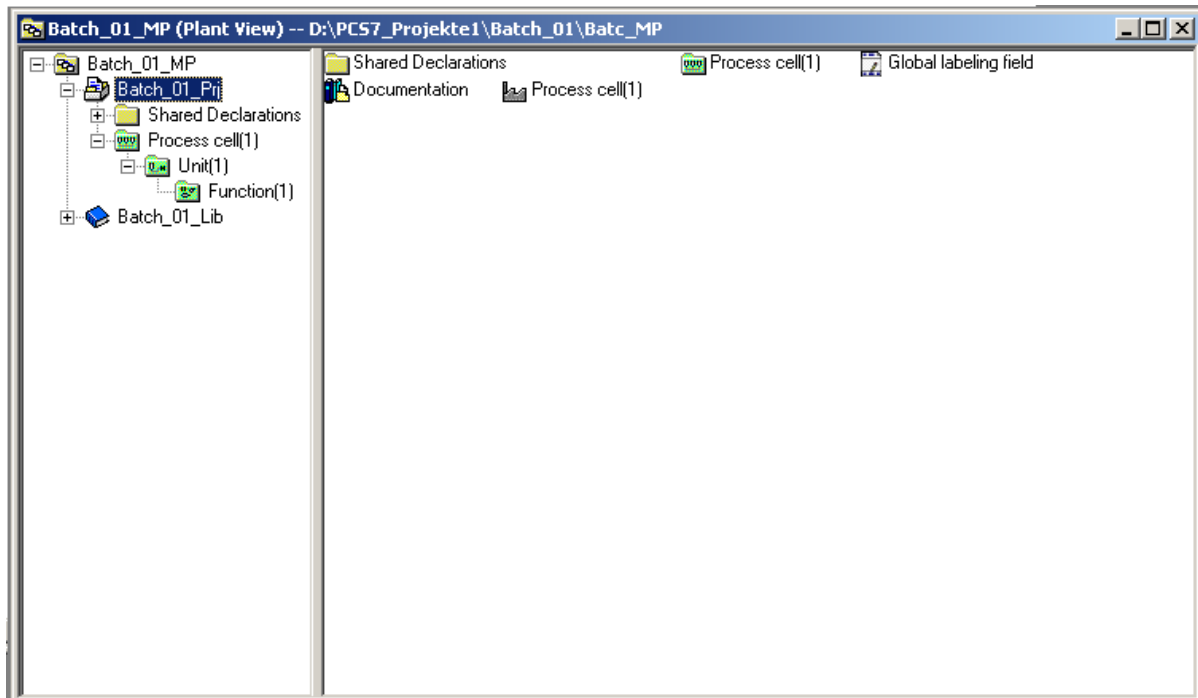 Batch_01_MP (Plant View) -- D:\PCS7_Projekte1\Batch_01\Batc_MP
Batch_01_MP
Batch_01_Prj
Shared Declarations
Process cell(1)
Unit(1)
Function(1)
Batch_01_Lib
Shared Declarations Process cell(1) Global labeling field
Documentation Process cell(1)